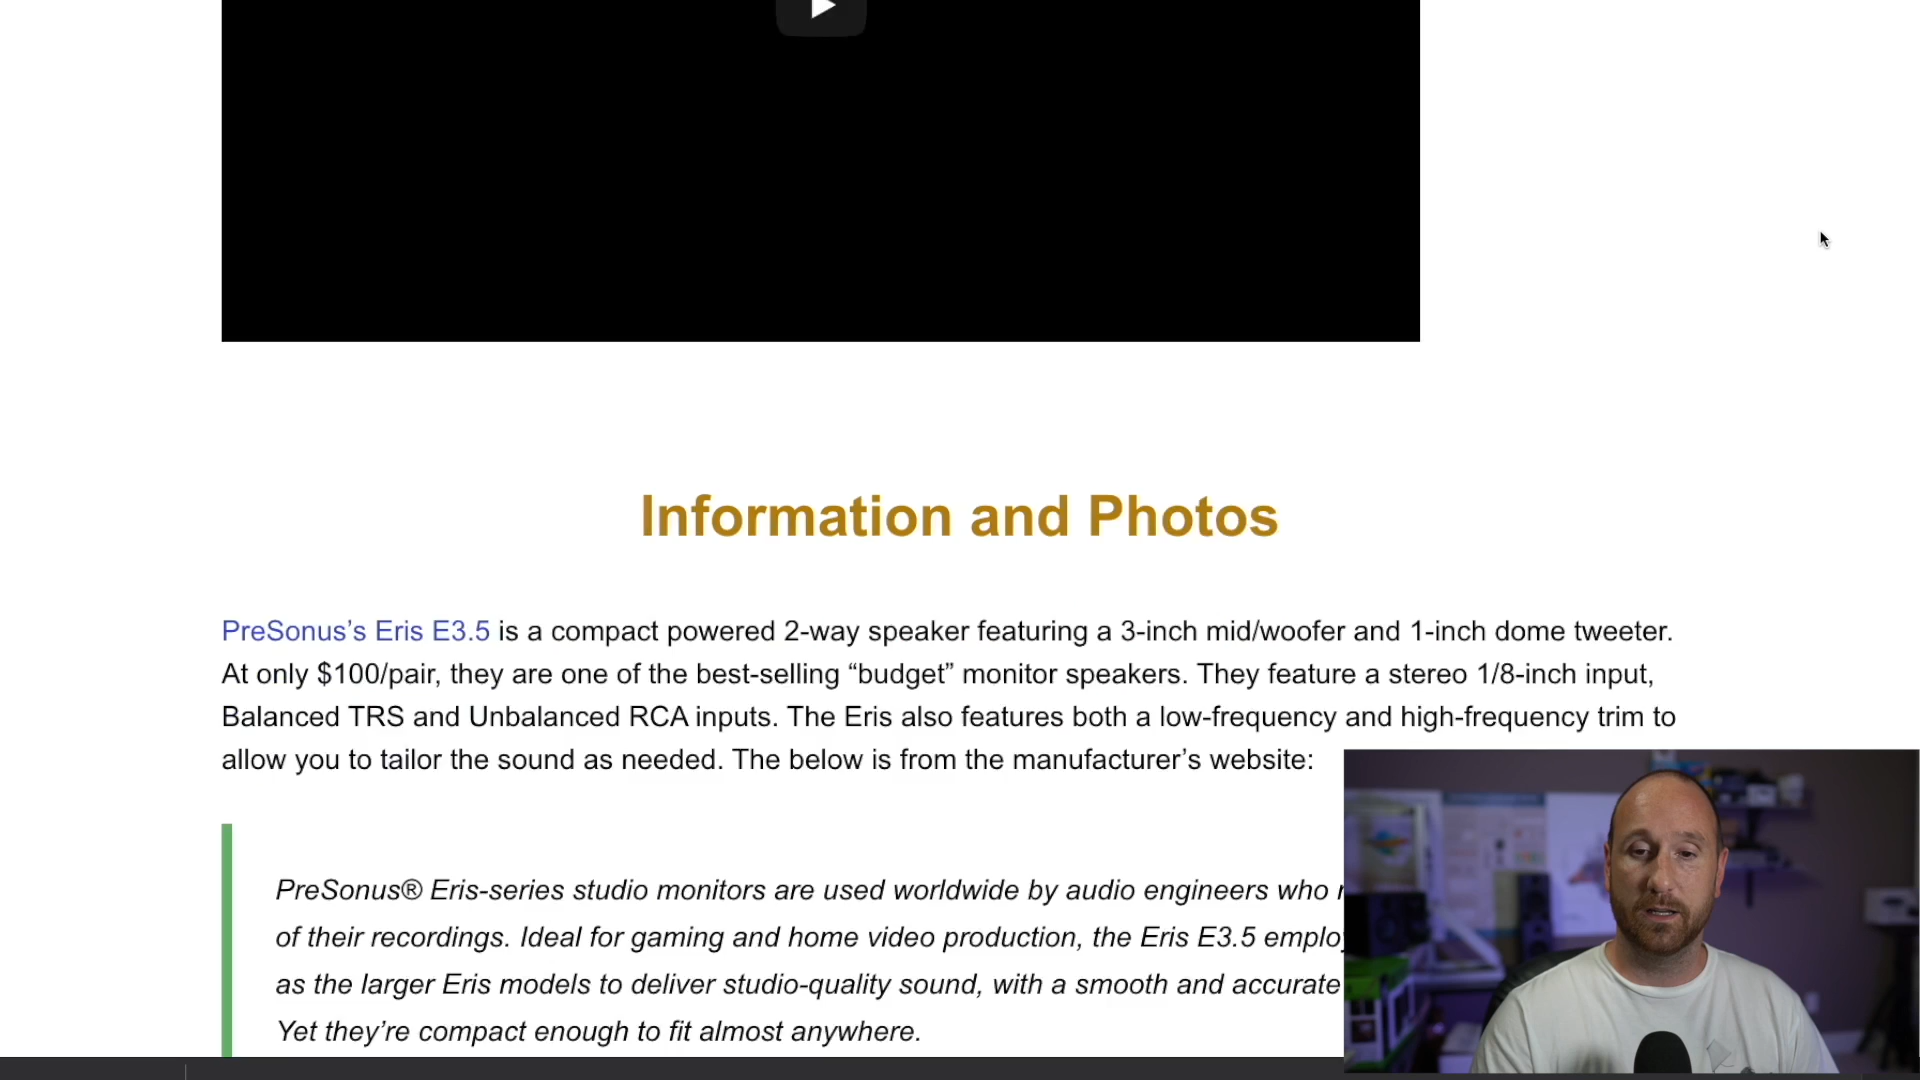 Information and Photos
PreSonus’s Eris E3.5 is a compact powered 2-way speaker featuring a 3-inch mid/woofer and 1-inch dome tweeter.
At only $100/pair, they are one of the best-selling “budget” monitor speakers. They feature a stereo 1/8-inch input,
Balanced TRS and Unbalanced RCA inputs. The Eris also features both a low-frequency and high-frequency trim to
allow you to tailor the sound as needed. The below is from the manufacturer’s website:
PreSonus® Eris-series studio monitors are used worldwide by audio engineers who
of their recordings. Ideal for gaming and home video production, the Eris E3.5
as the larger Eris models to deliver studio-quality sound, with a smooth and accurate
Yet they’re compact enough to fit almost anywhere.